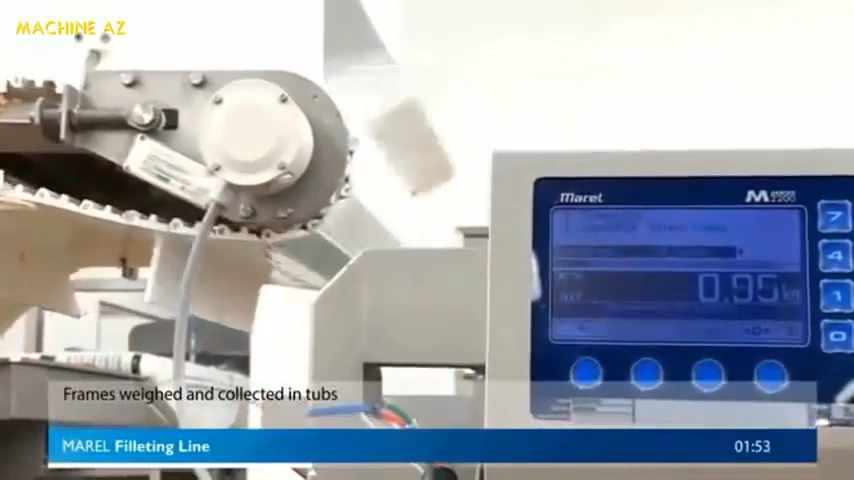 MACHINE AZ
Marel
M 2200
0.95
7
4
1
0
Frames weighed and collected in tubs
MAREL Filleting Line
01:53